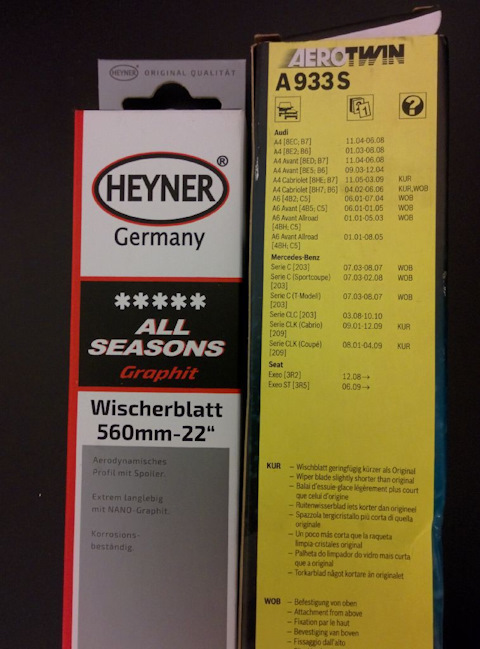 HEYNER
ORIGINAL QUALITÄT
HEYNER®
Germany
*****
ALL
SEASONS
Graphit
Wischerblatt
560mm-22“
Aerodynamisches
Profil mit Spoiler.
Extrem langlebig
mit NANO-Graphit.
Korrosions-
beständig.
AEROTWIN
A 933 S
Audi
A4 [8EC; B7] 11.04-06.08
A4 [8E2; B6] 01.03-06.08
A4 Avant [8ED; B7] 11.04-06.08
A4 Avant [8E5; B6] 09.03-12.04
A4 Cabriolet [8HE; B7] 11.05-03.09 KUR
A4 Cabriolet [8H7; B6] 04.02-06.06 KUR,WOB
A6 [4B2; C5] 06.01-07.04 WOB
A6 Avant [4B5; C5] 06.01-01.05 WOB
A6 Avant Allroad 01.01-05.03 WOB
[4BH; C5]
A6 Avant Allroad 01.01-08.05
[4BH; C5]
Mercedes-Benz
Serie C [203] 07.03-08.07 WOB
Serie C (Sportcoupe) 07.03-02.08 WOB
[203]
Serie C (T-Modell) 07.03-08.07 WOB
[203]
Serie CLC [203] 03.08-10.10
Serie CLK (Cabrio) 09.01-12.09 KUR
[209]
Serie CLK (Coupé) 08.01-04.09 KUR
[209]
Seat
Exeo [3R2] 12.08→
Exeo ST [3R5] 06.09→
KUR – Wischblatt geringfügig kürzer als Original
– Wiper blade slightly shorter than original
– Balai d'essuie-glace légèrement plus court
que celui d'origine
– Ruitenwisserblad iets korter dan origineel
– Spazzola tergicristallo più corta di quella
originale
– Un poco más corta que la raqueta
limpia-cristales original
– Palheta do limpador do vidro mais curta
que a original
– Torkarblad något kortare än originalet
WOB – Befestigung von oben
– Attachment from above
– Fixation par le haut
– Bevestiging van boven
– Fissaggio dall'alto